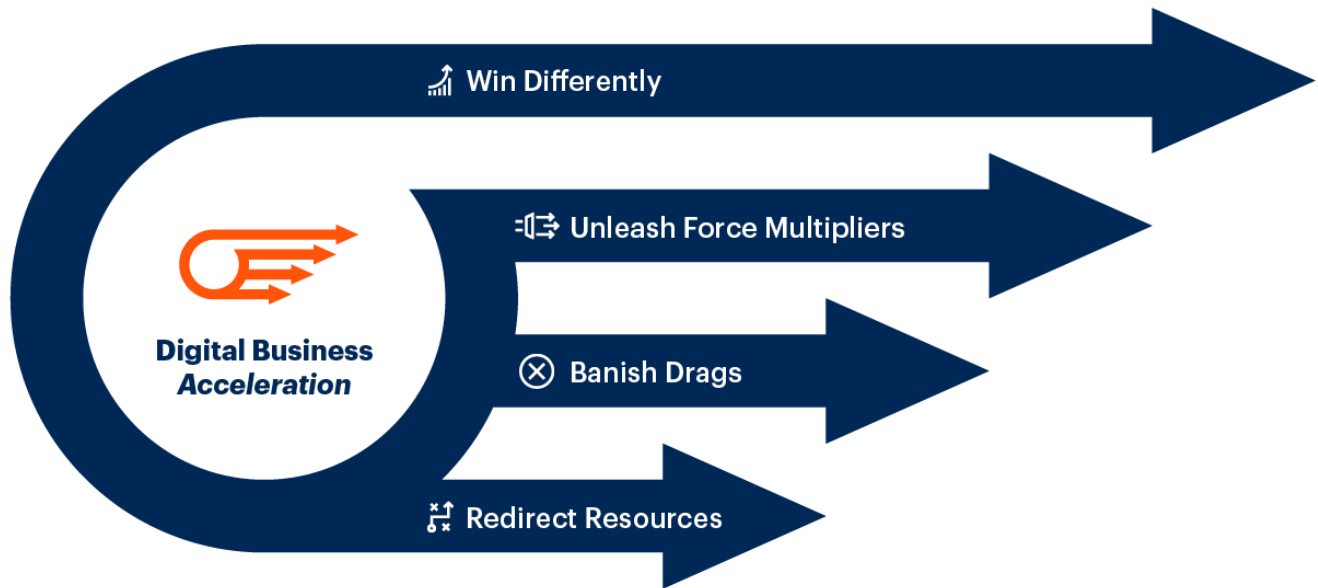 Win Differently
Unleash Force Multipliers
Digital Business
Acceleration
Banish Drags
Redirect Resources